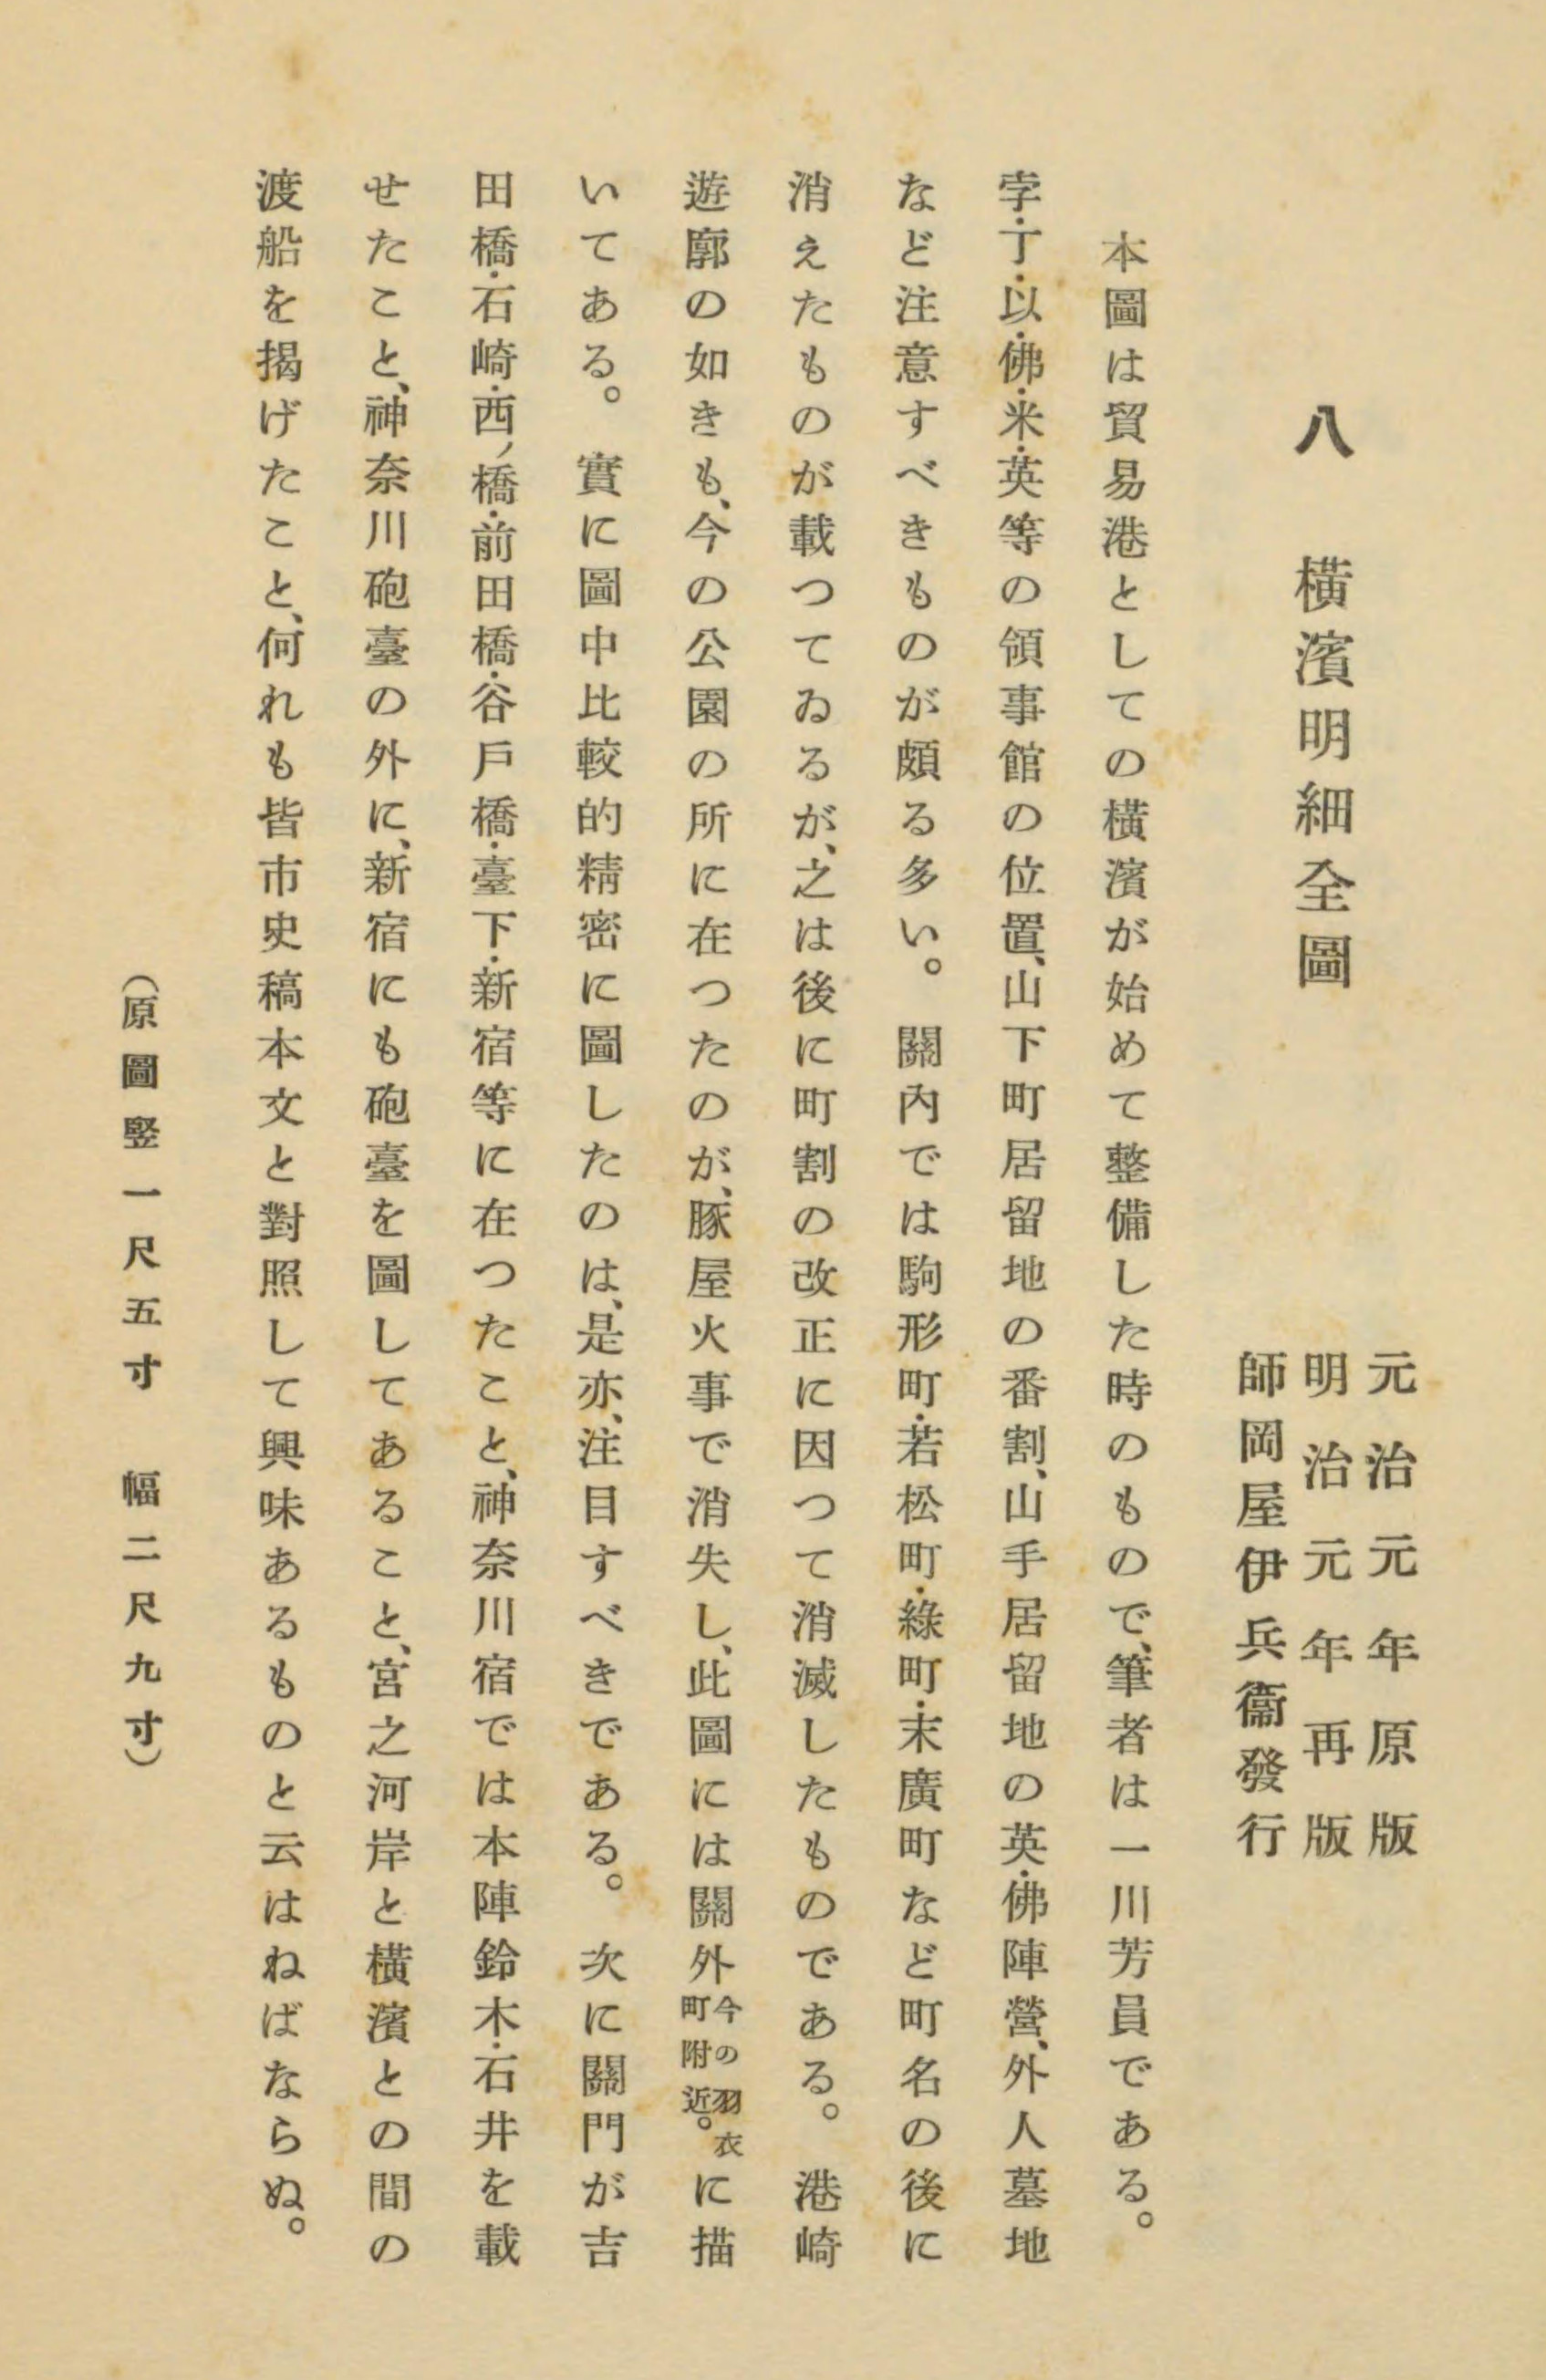 八　橫濱明細全圖
元治元年原版
明治元年再版
師岡屋伊兵衞發行
本圖は貿易港としての橫濱が始めて整備した時のもので、筆者は一川芳員である。
孛・丁・以・佛・米・英等の領事館の位置、山下町居留地の番割、山手居留地の英・佛陣營、外人墓地
など注意すべきものが頗る多い。關內では駒形町・若松町・綠町・末廣町など町名の後に
消えたものが載つてゐるが、之は後に町割の改正に因つて消滅したものである。港崎
遊廓の如きも、今の公園の所に在つたのが、豚屋火事で消失し、此圖には關外今の羽衣町附近。に描
いてある。實に圖中比較的精密に圖したのは、是亦、注目すべきである。次に關門が吉
田橋・石崎・西ノ橋・前田橋・谷戶橋・臺下・新宿等に在つたこと、神奈川宿では本陣鈴木・石井を載
せたこと、神奈川砲臺の外に、新宿にも砲臺を圖してあること、宮之河岸と橫濱との間の
渡船を揭げたこと、何れも皆市史稿本文と對照して興味あるものと云はねばならぬ。
（原圖竪一尺五寸　幅二尺九寸）